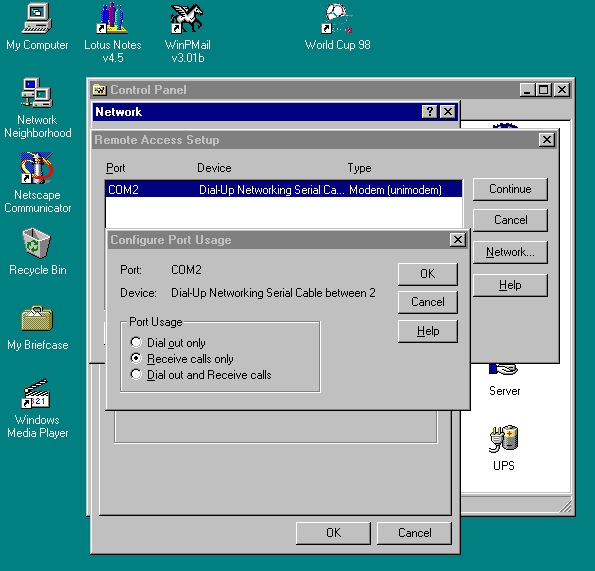 My Computer
Lotus Notes
v4.5
WinPMail
v3.01b
World Cup 98
Network
Neighborhood
Netscape
Communicator
Recycle Bin
My Briefcase
Windows
Media Player
Control Panel
Network
Remote Access Setup
Port Device Type
COM2 Dial-Up Networking Serial Ca... Modem (unimodem)
Continue
Cancel
Network...
Help
Configure Port Usage
Port: COM2
Device: Dial-Up Networking Serial Cable between 2
OK
Cancel
Help
Port Usage
Dial out only
Receive calls only
Dial out and Receive calls
Server
UPS
OK
Cancel